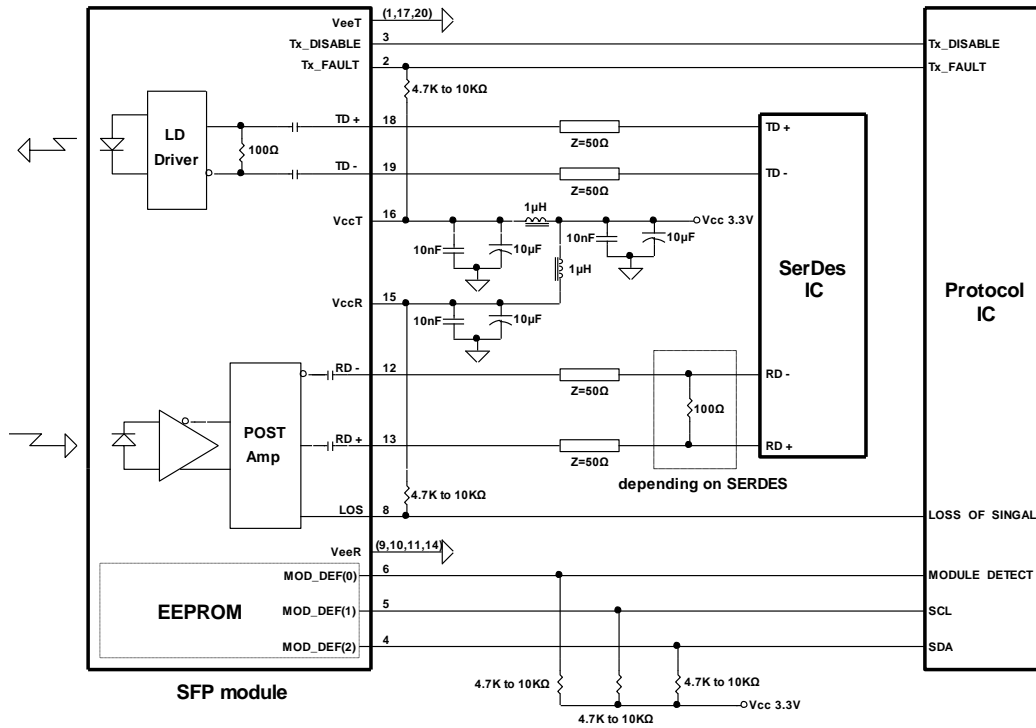 VeeT
(1,17,20)
Tx_DISABLE
3
Tx_DISABLE
Tx_FAULT
2
Tx_FAULT
4.7K to 10KΩ
LD
Driver
100Ω
TD +
18
Z=50Ω
TD +
TD -
19
Z=50Ω
TD -
VccT
16
1µH
Vcc 3.3V
10nF
10µF
10nF
10µF
1µH
SerDes
IC
Protocol
IC
VccR
15
10nF
10µF
RD -
12
Z=50Ω
RD -
100Ω
POST
Amp
RD +
13
Z=50Ω
RD +
depending on SERDES
4.7K to 10KΩ
LOS
8
LOSS OF SINGAL
VeeR
(9,10,11,14)
EEPROM
MOD_DEF(0)
6
MODULE DETECT
MOD_DEF(1)
5
SCL
MOD_DEF(2)
4
SDA
SFP module
4.7K to 10KΩ
4.7K to 10KΩ
4.7K to 10KΩ
Vcc 3.3V